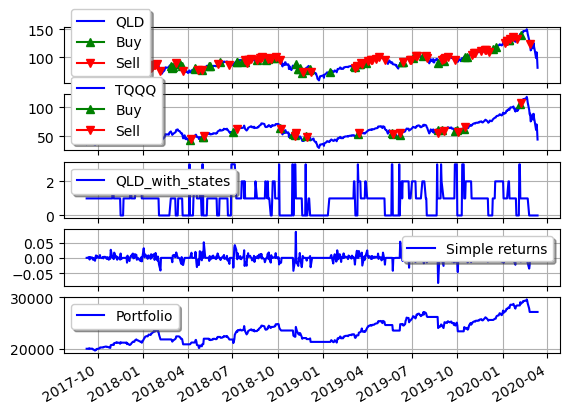 150
100
QLD
Buy
Sell
100
50
TQQQ
Buy
Sell
2
0
QLD_with_states
0.05
0.00
−0.05
Simple returns
30000
20000
Portfolio
2017-10
2018-01
2018-04
2018-07
2018-10
2019-01
2019-04
2019-07
2019-10
2020-01
2020-04